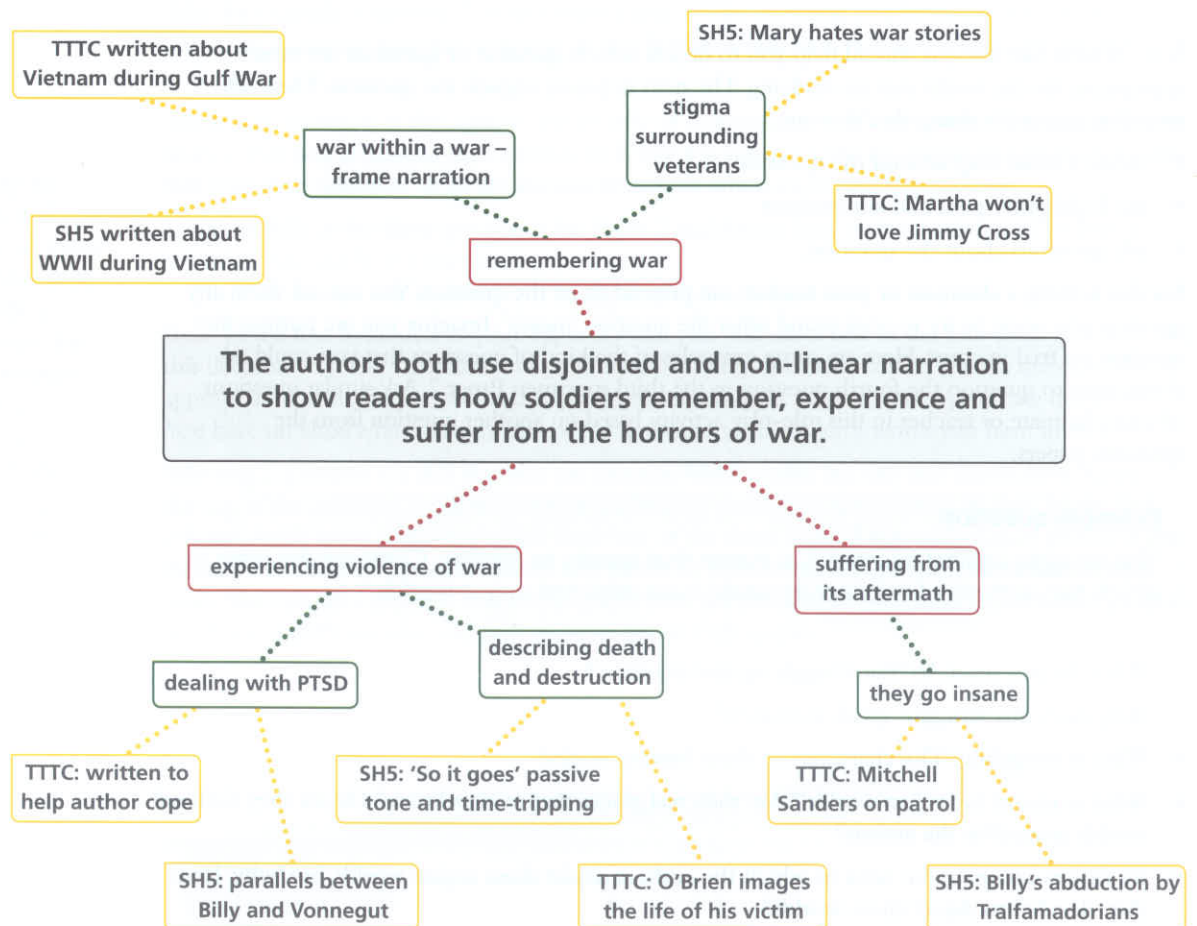 TTTC written about
Vietnam during Gulf War
SH5: Mary hates war stories
war within a war –
frame narration
stigma
surrounding
veterans
SH5 written about
WWII during Vietnam
TTTC: Martha won't
love Jimmy Cross
remembering war
The authors both use disjointed and non-linear narration
to show readers how soldiers remember, experience and
suffer from the horrors of war.
experiencing violence of war
suffering from
its aftermath
dealing with PTSD
describing death
and destruction
they go insane
TTTC: written to
help author cope
SH5: 'So it goes' passive
tone and time-tripping
TTTC: Mitchell
Sanders on patrol
SH5: parallels between
Billy and Vonnegut
TTTC: O'Brien images
the life of his victim
SH5: Billy's abduction by
Tralfamadorians